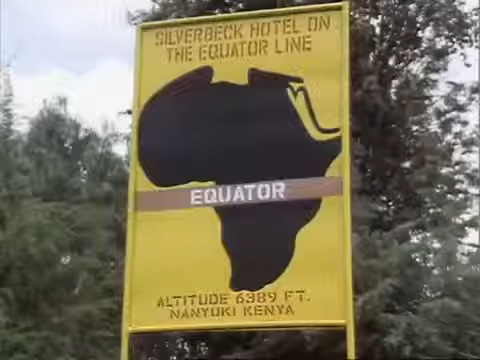 SILVERBECK HOTEL ON
THE EQUATOR LINE
EQUATOR
ALTITUDE 6389 FT.
NANYUKI KENYA